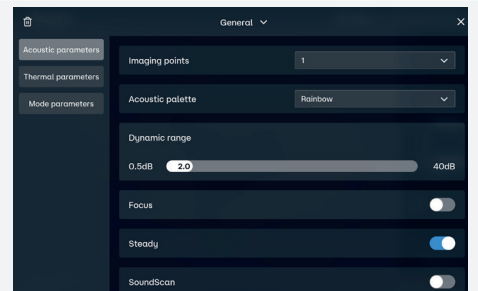 General
Acoustic parameters
Thermal parameters
Mode parameters
Imaging points 1
Acoustic palette Rainbow
Dynamic range
0.5dB 2.0 40dB
Focus
Steady
SoundScan